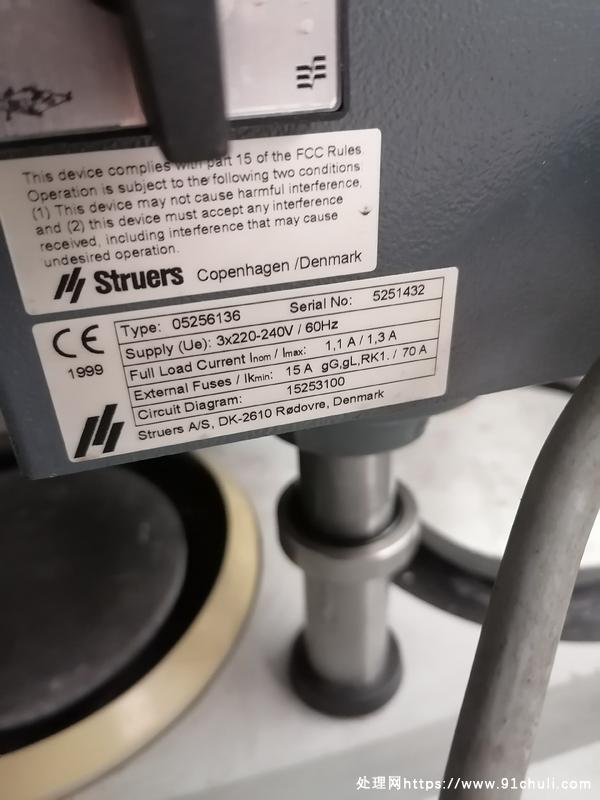 This device complies with part 15 of the FCC Rules
Operation is subject to the following two conditions
(1) This device may not cause harmful interference,
and (2) this device must accept any interference
received, including interference that may cause
undesired operation.
Struers Copenhagen /Denmark
CE
1999
Type: 05256136 Serial No: 5251432
Supply (Ue): 3x220-240V / 60Hz
Full Load Current Inom / Imax: 1,1 A / 1,3 A
External Fuses / Ikmin: 15 A gG,gL,RK1. / 70 A
Circuit Diagram: 15253100
Struers A/S, DK-2610 Rødovre, Denmark
处理网https://www.91chuli.com/